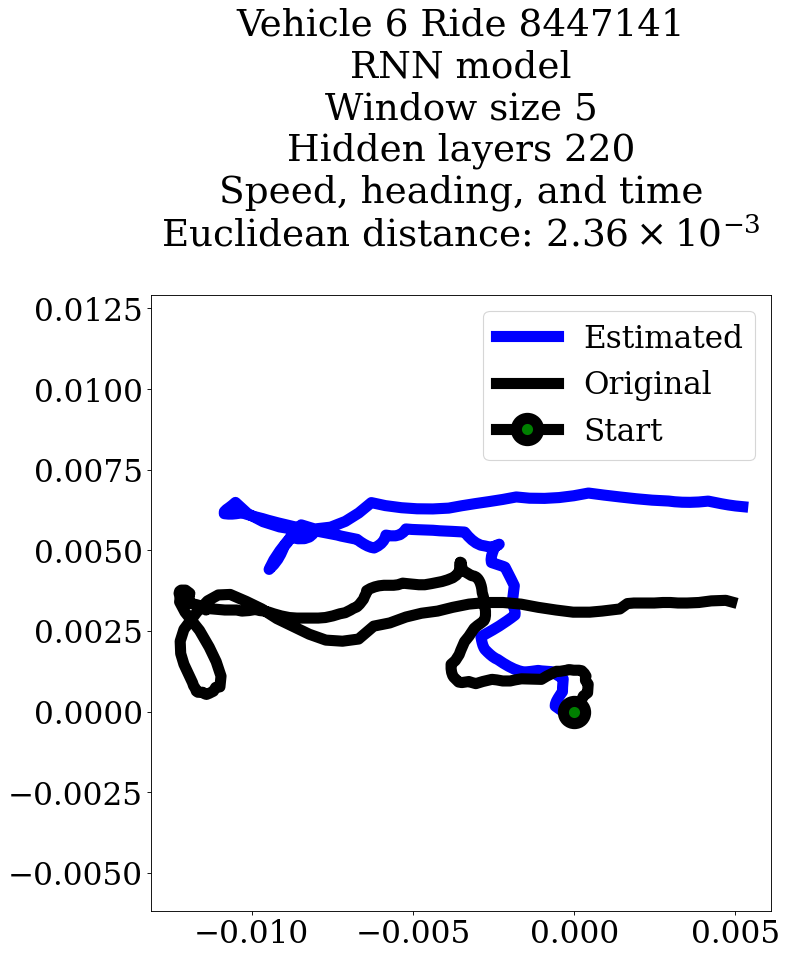 Vehicle 6 Ride 8447141
RNN model
Window size 5
Hidden layers 220
Speed, heading, and time
Euclidean distance: 2.36 × 10⁻³
0.0125
0.0100
0.0075
0.0050
0.0025
0.0000
−0.0025
−0.0050
Estimated
Original
Start
−0.010 −0.005 0.000 0.005